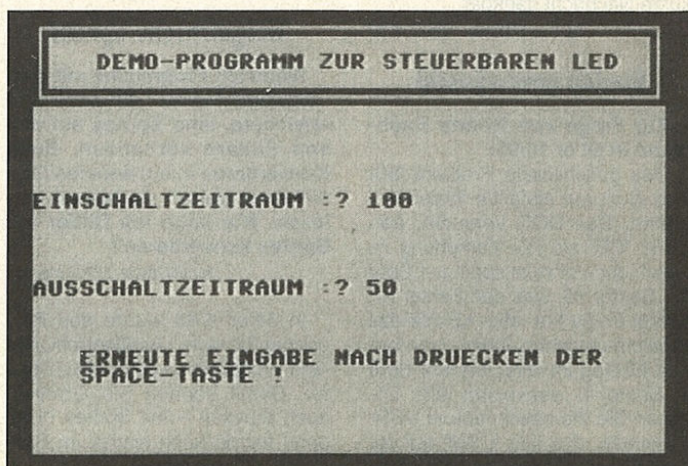 DEMO-PROGRAMM ZUR STEUERBAREN LED
EINSCHALTZEITRAUM :? 100
AUSSCHALTZEITRAUM :? 50
ERNEUTE EINGABE NACH DRUECKEN DER
SPACE-TASTE !